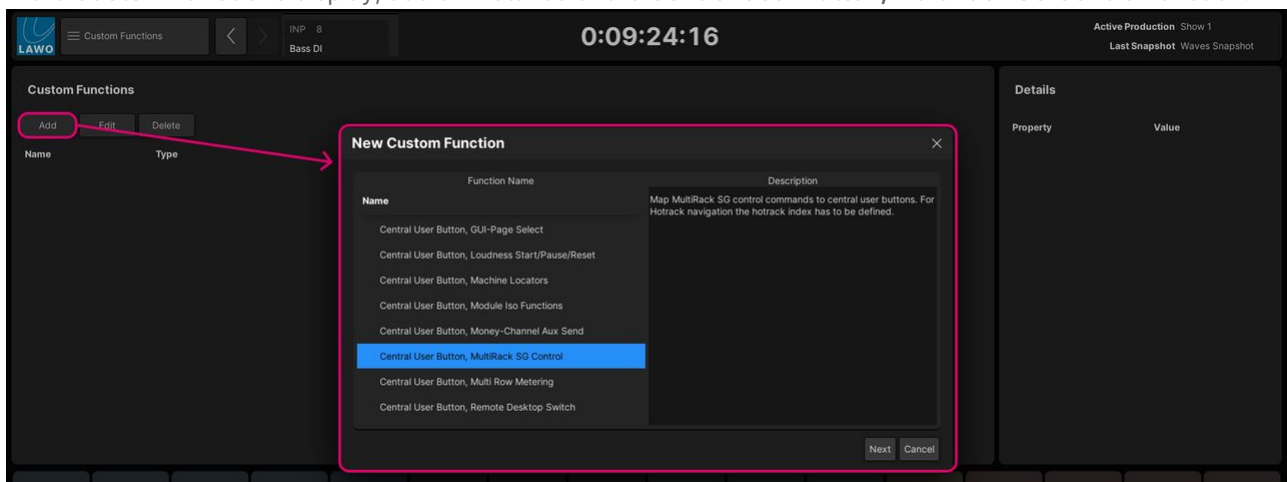 LAWO
Custom Functions
INP 8
Bass DI
0:09:24:16
Active Production Show 1
Last Snapshot Waves Snapshot
Custom Functions
Add Edit Delete
Name Type
New Custom Function
Function Name
Name
Central User Button, GUI-Page Select
Central User Button, Loudness Start/Pause/Reset
Central User Button, Machine Locators
Central User Button, Module Iso Functions
Central User Button, Money-Channel Aux Send
Central User Button, MultiRack SG Control
Central User Button, Multi Row Metering
Central User Button, Remote Desktop Switch
Description
Map MultiRack SG control commands to central user buttons. For
Hotrack navigation the hotrack index has to be defined.
Next Cancel
Details
Property Value